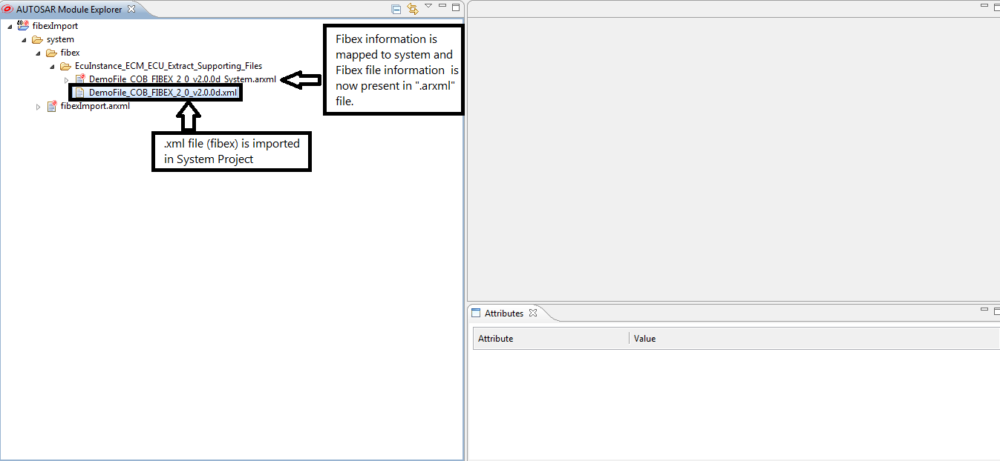 AUTOSAR Module Explorer
fibexImport
system
fibex
EcuInstance_ECM_ECU_Extract_Supporting_Files
DemoFile_COB_FIBEX_2_0_v2.0.0d_System.arxml
DemoFile_COB_FIBEX_2_0_v2.0.0d.xml
fibexImport.arxml
Fibex information is
mapped to system and
Fibex file information is
now present in ".arxml"
file.
.xml file (fibex) is imported
in System Project
Attributes
Attribute Value